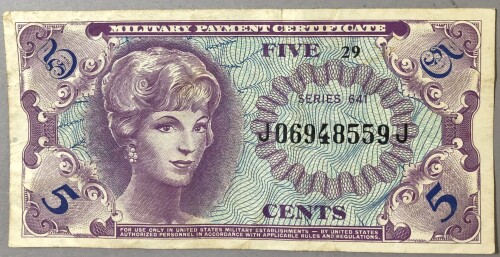 MILITARY PAYMENT CERTIFICATE
5 FIVE 29 5
SERIES 641
J06948559J
5 CENTS 5
FOR USE ONLY IN UNITED STATES MILITARY ESTABLISHMENTS — BY UNITED STATES
AUTHORIZED PERSONNEL IN ACCORDANCE WITH APPLICABLE RULES AND REGULATIONS.